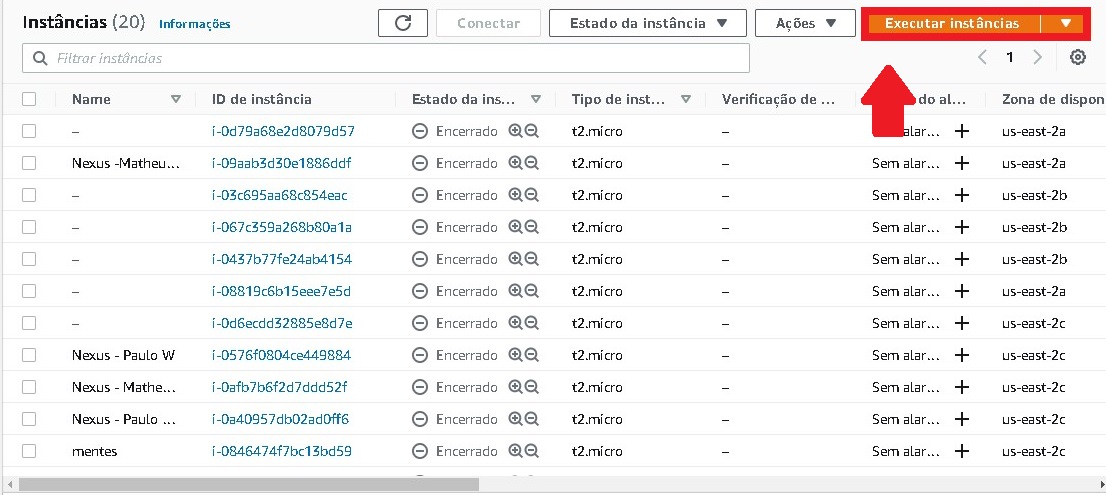 Instâncias (20) Informações Conectar Estado da instância Ações Executar instâncias
Filtrar instâncias 1
Name ID de instância Estado da ins... Tipo de inst... Verificação de ... do al... Zona de dispon
– i-0d79a68e2d8079d57 Encerrado t2.micro – alar... us-east-2a
Nexus -Matheu... i-09aab3d30e1886ddf Encerrado t2.micro – Sem alar... us-east-2a
– i-03c695aa68c854eac Encerrado t2.micro – Sem alar... us-east-2b
– i-067c359a268b80a1a Encerrado t2.micro – Sem alar... us-east-2b
– i-0437b77fe24ab4154 Encerrado t2.micro – Sem alar... us-east-2b
– i-08819c6b15eee7e5d Encerrado t2.micro – Sem alar... us-east-2a
– i-0d6ecdd32885e8d7e Encerrado t2.micro – Sem alar... us-east-2c
Nexus - Paulo W i-0576f0804ce449884 Encerrado t2.micro – Sem alar... us-east-2c
Nexus - Mathe... i-0afb7b6f2d7ddd52f Encerrado t2.micro – Sem alar... us-east-2c
Nexus - Paulo ... i-0a40957db02ad0ff6 Encerrado t2.micro – Sem alar... us-east-2c
mentes i-0846474f7bc13bd59 Encerrado t2.micro – Sem alar... us-east-2c